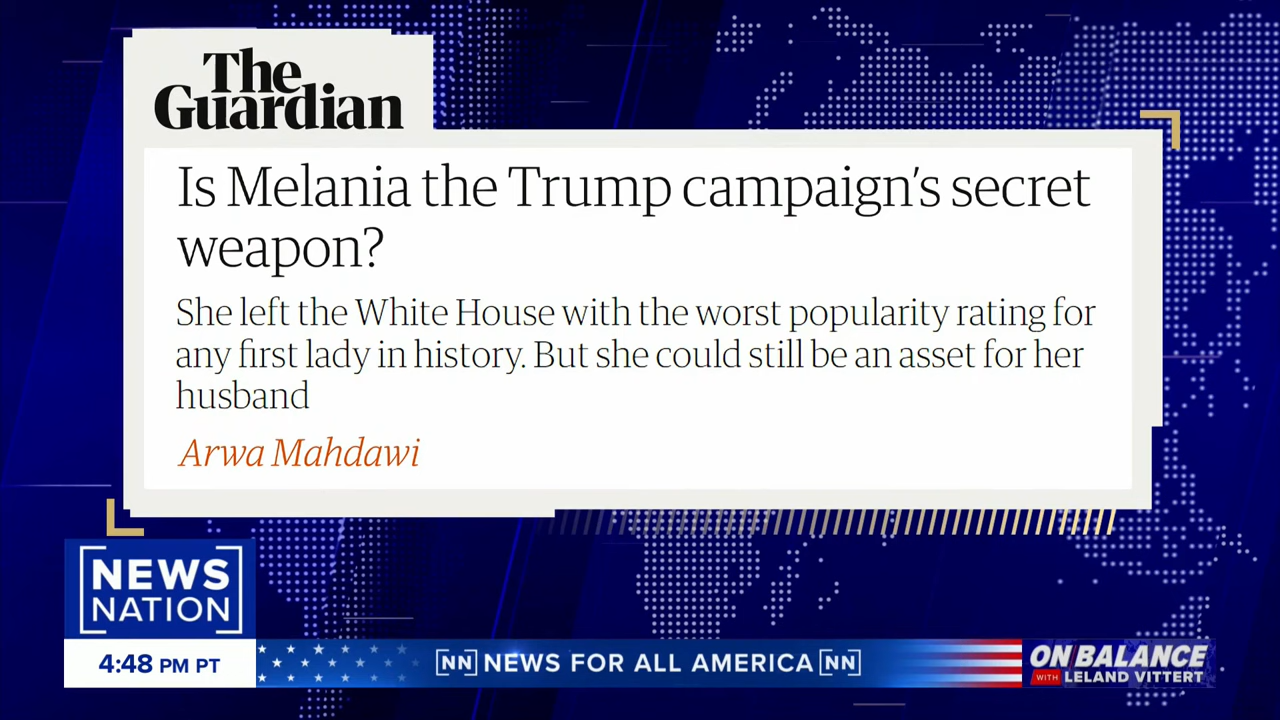 The
Guardian
Is Melania the Trump campaign's secret
weapon?
She left the White House with the worst popularity rating for
any first lady in history. But she could still be an asset for her
husband
Arwa Mahdawi
NEWS
NATION
4:48 PM PT
NN NEWS FOR ALL AMERICA NN
ON BALANCE
WITH LELAND VITTERT